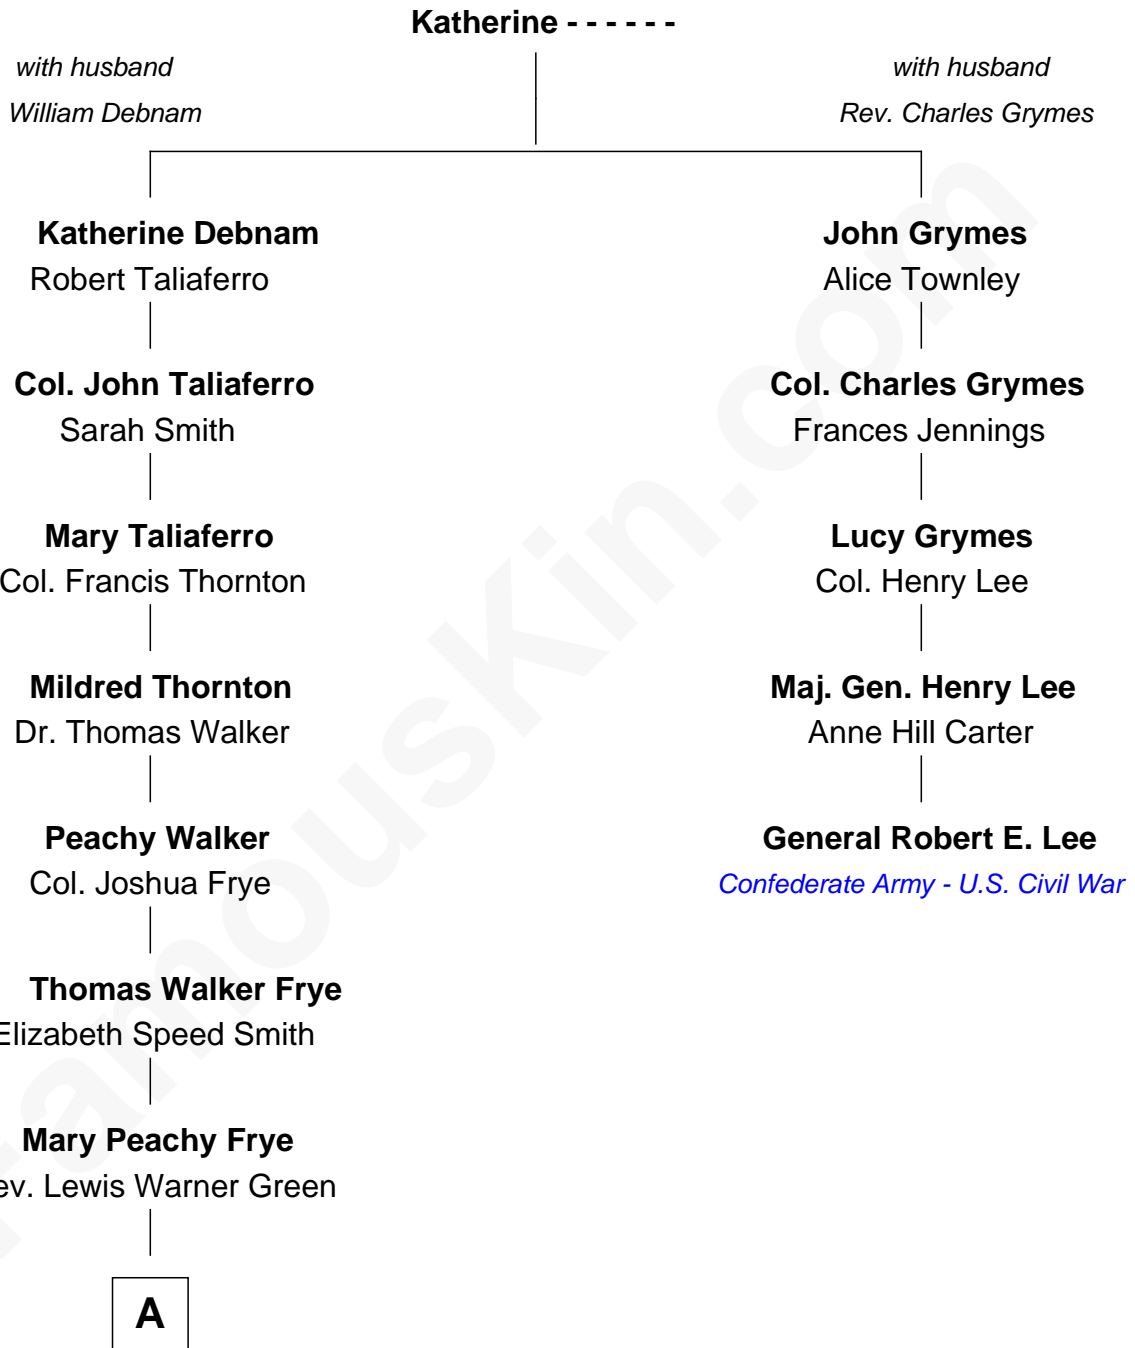 Katherine - - - - - -
with husband
William Debnam
with husband
Rev. Charles Grymes
Katherine Debnam
Robert Taliaferro
John Grymes
Alice Townley
Col. John Taliaferro
Sarah Smith
Col. Charles Grymes
Frances Jennings
Mary Taliaferro
Col. Francis Thornton
Lucy Grymes
Col. Henry Lee
Mildred Thornton
Dr. Thomas Walker
Maj. Gen. Henry Lee
Anne Hill Carter
Peachy Walker
Col. Joshua Frye
General Robert E. Lee
Confederate Army - U.S. Civil War
Thomas Walker Frye
Elizabeth Speed Smith
Mary Peachy Frye
ev. Lewis Warner Green
A
FamousKin.com